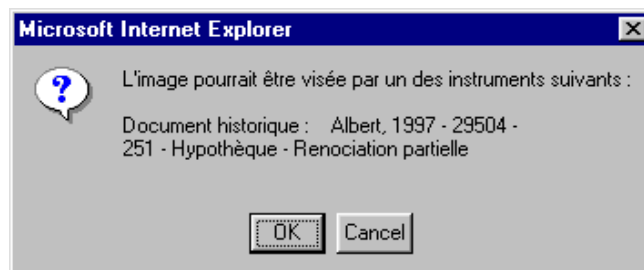 Microsoft Internet Explorer
L'image pourrait être visée par un des instruments suivants :
Document historique : Albert, 1997 - 29504 -
251 - Hypothèque - Renociation partielle
OK
Cancel